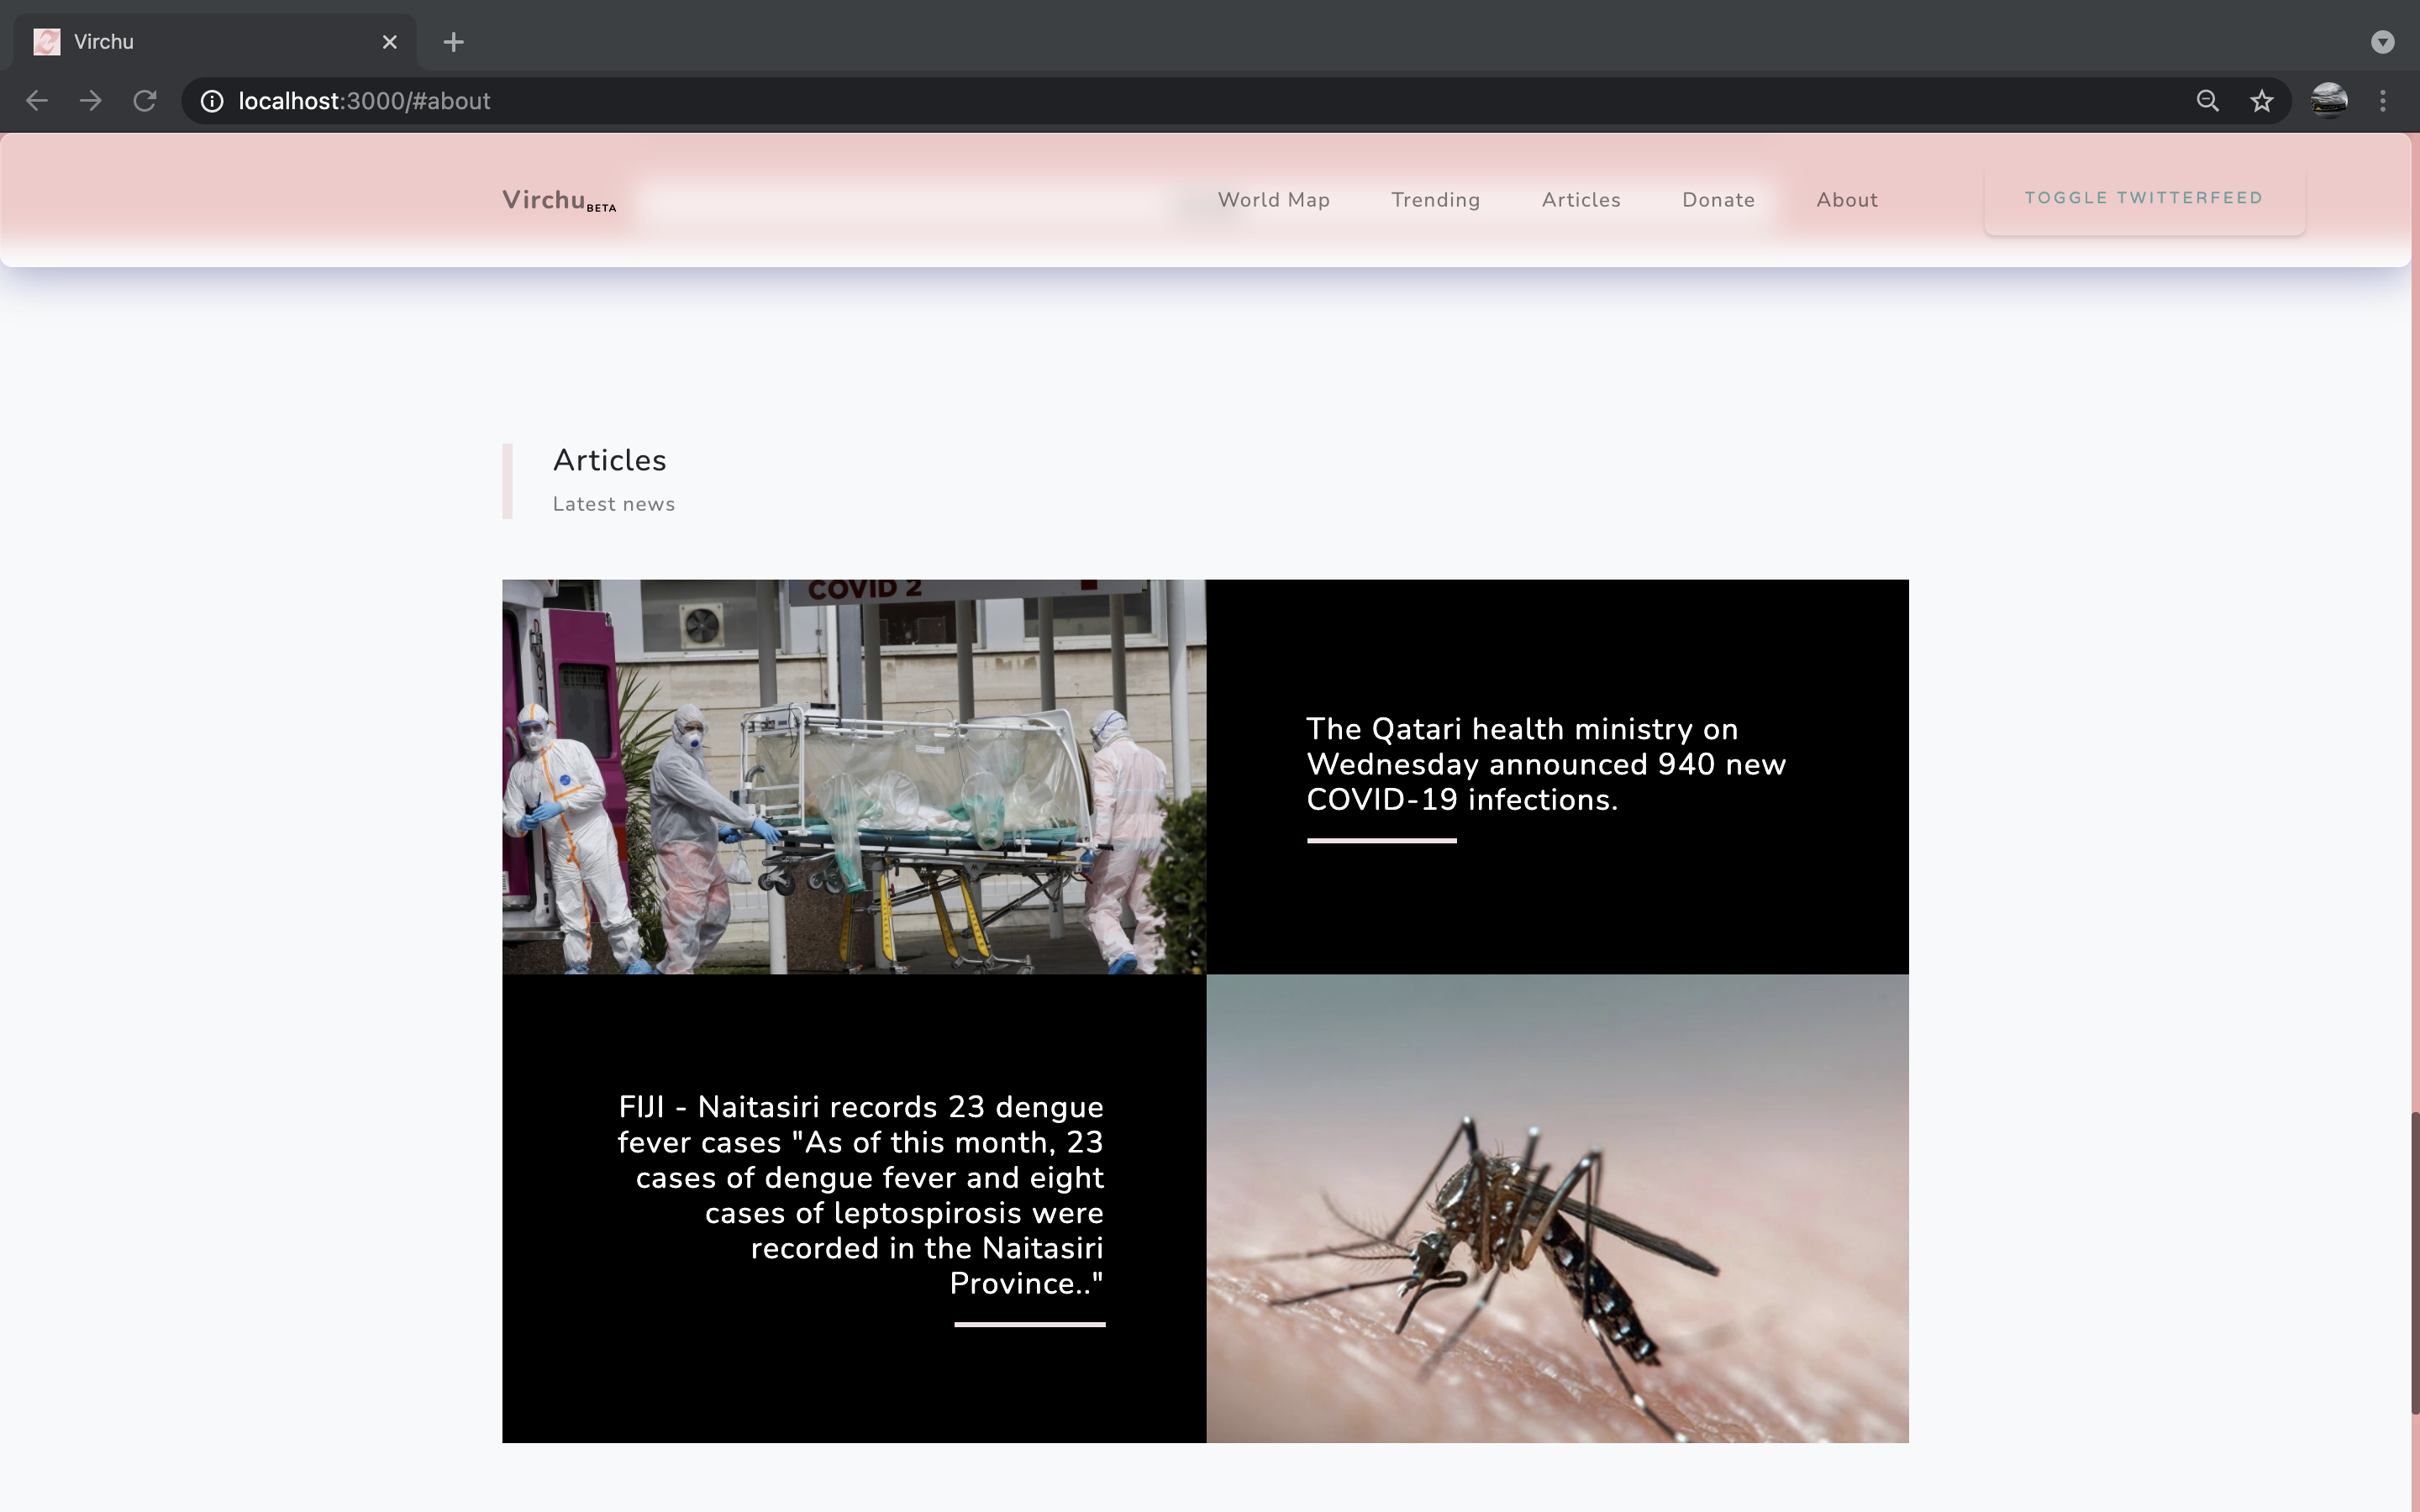 Virchu
localhost:3000/#about
Virchu BETA
World Map
Trending
Articles
Donate
About
TOGGLE TWITTERFEED
Articles
Latest news
COVID 2
The Qatari health ministry on
Wednesday announced 940 new
COVID-19 infections.
FIJI - Naitasiri records 23 dengue
fever cases "As of this month, 23
cases of dengue fever and eight
cases of leptospirosis were
recorded in the Naitasiri
Province.."